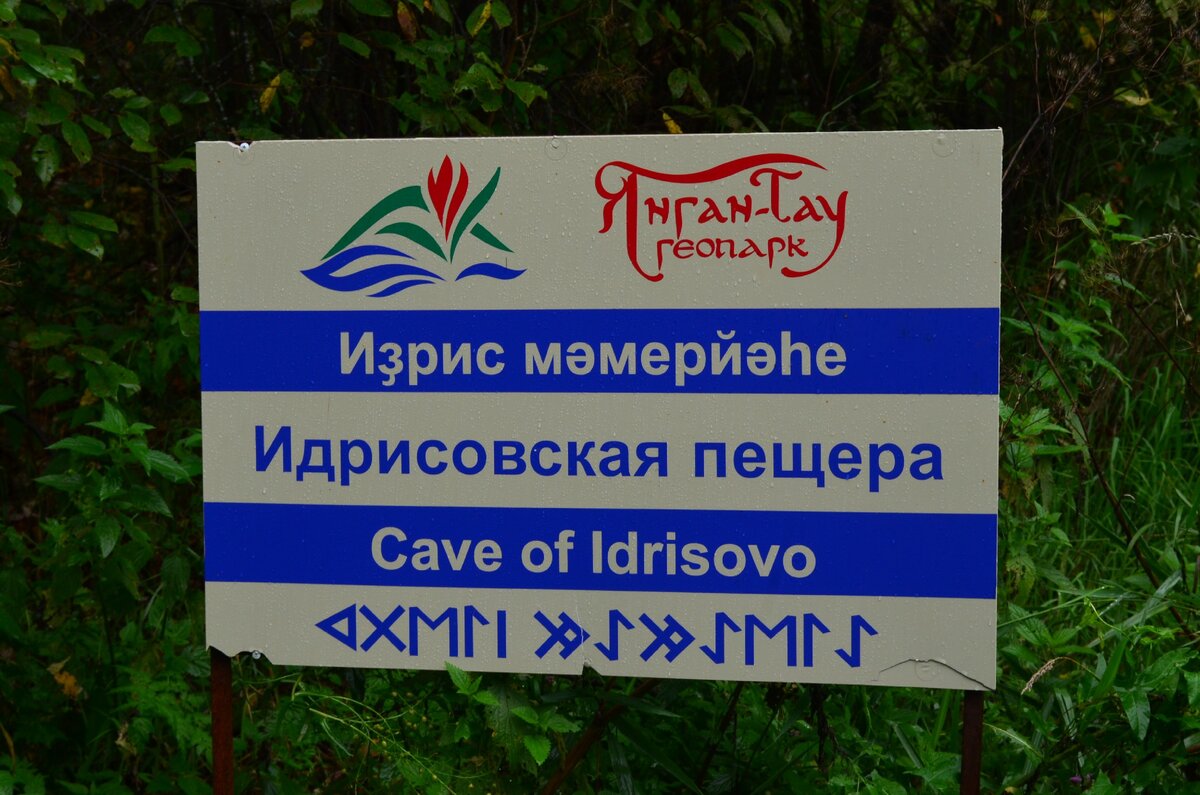 Янган-Тау
геопарк
Иҙрис мәмерйәһе
Идрисовская пещера
Cave of Idrisovo